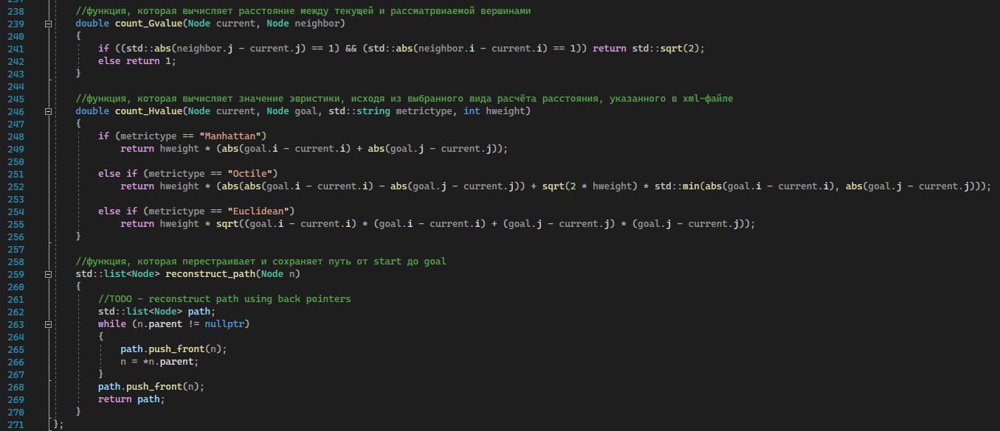 238 //функция, которая вычисляет расстояние между текущей и рассматрвиаемой вершинами
239 double count_Gvalue(Node current, Node neighbor)
240 {
241 if ((std::abs(neighbor.j - current.j) == 1) && (std::abs(neighbor.i - current.i) == 1)) return std::sqrt(2);
242 else return 1;
243 }
244
245 //функция, которая вычисляет значение эвристики, исходя из выбранного вида расчёта расстояния, указанного в xml-файле
246 double count_Hvalue(Node current, Node goal, std::string metrictype, int hweight)
247 {
248 if (metrictype == "Manhattan")
249 return hweight * (abs(goal.i - current.i) + abs(goal.j - current.j));
250
251 else if (metrictype == "Octile")
252 return hweight * (abs(abs(goal.i - current.i) - abs(goal.j - current.j)) + sqrt(2 * hweight) * std::min(abs(goal.i - current.i), abs(goal.j - current.j)));
253
254 else if (metrictype == "Euclidean")
255 return hweight * sqrt((goal.i - current.i) * (goal.i - current.i) + (goal.j - current.j) * (goal.j - current.j));
256 }
257
258 //функция, которая перестраивает и сохраняет путь от start до goal
259 std::list<Node> reconstruct_path(Node n)
260 {
261 //TODO - reconstruct path using back pointers
262 std::list<Node> path;
263 while (n.parent != nullptr)
264 {
265 path.push_front(n);
266 n = *n.parent;
267 }
268 path.push_front(n);
269 return path;
270 }
271 };